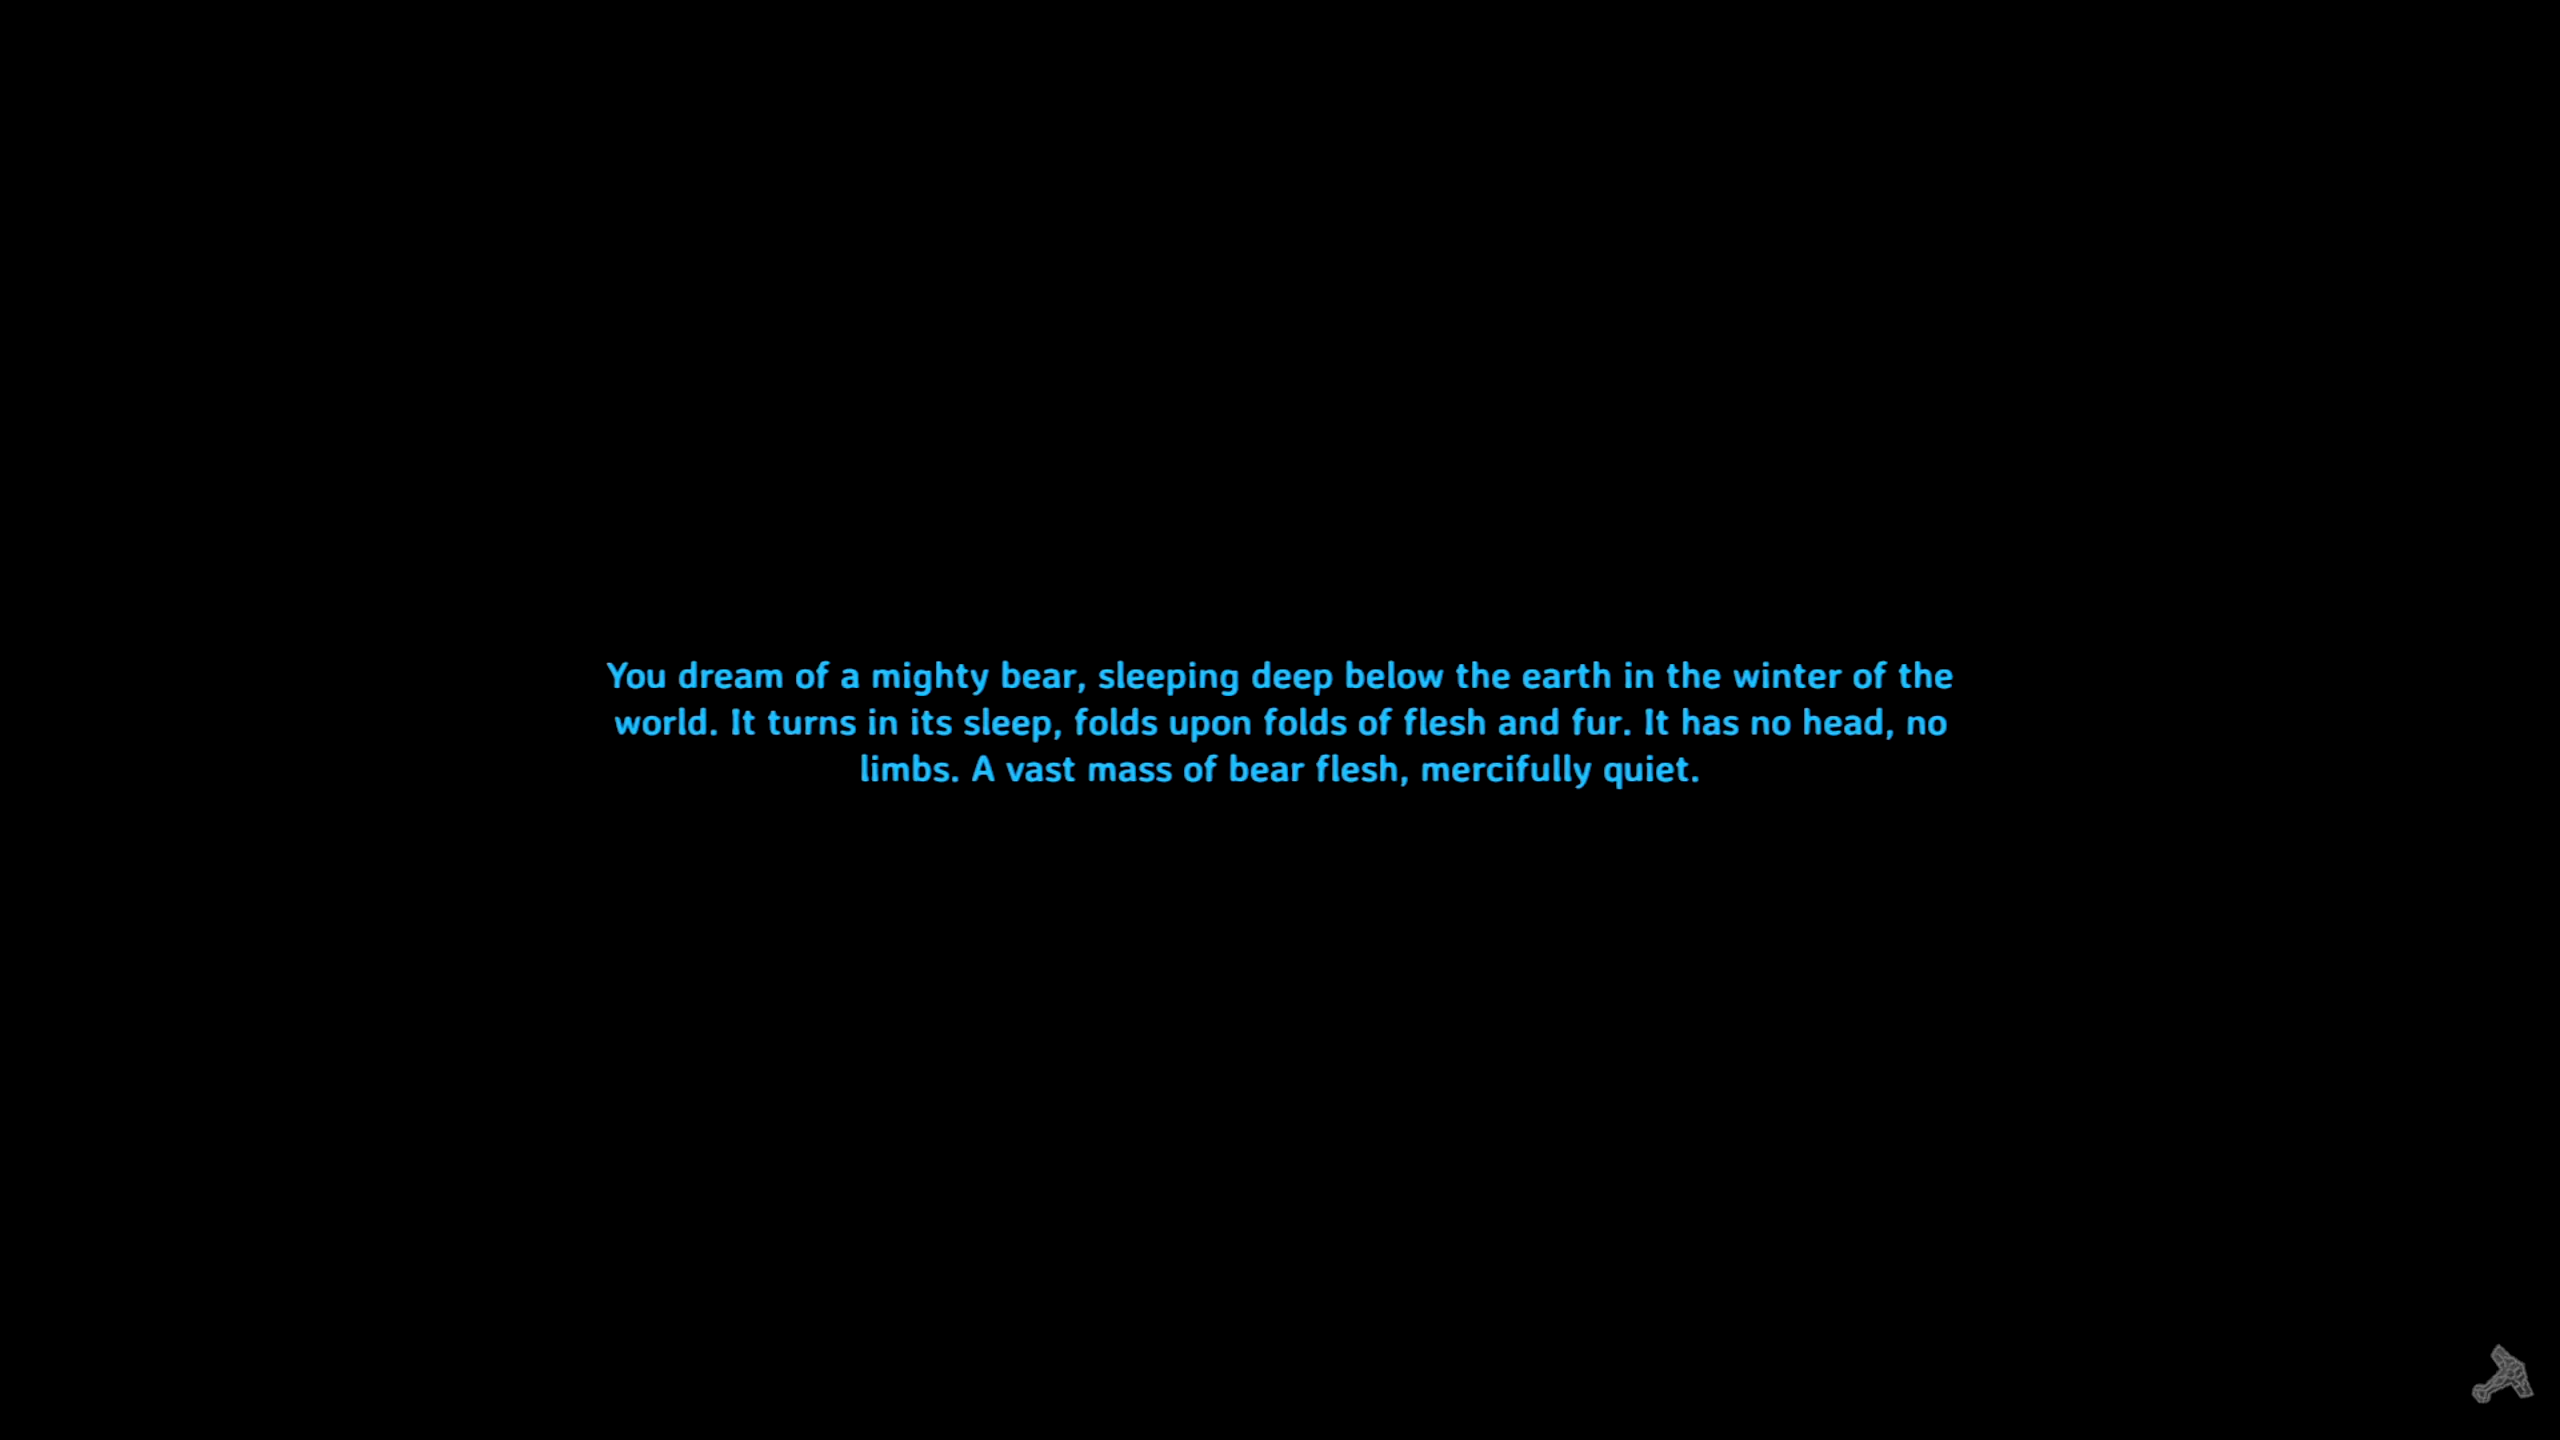 You dream of a mighty bear, sleeping deep below the earth in the winter of the
world. It turns in its sleep, folds upon folds of flesh and fur. It has no head, no
limbs. A vast mass of bear flesh, mercifully quiet.